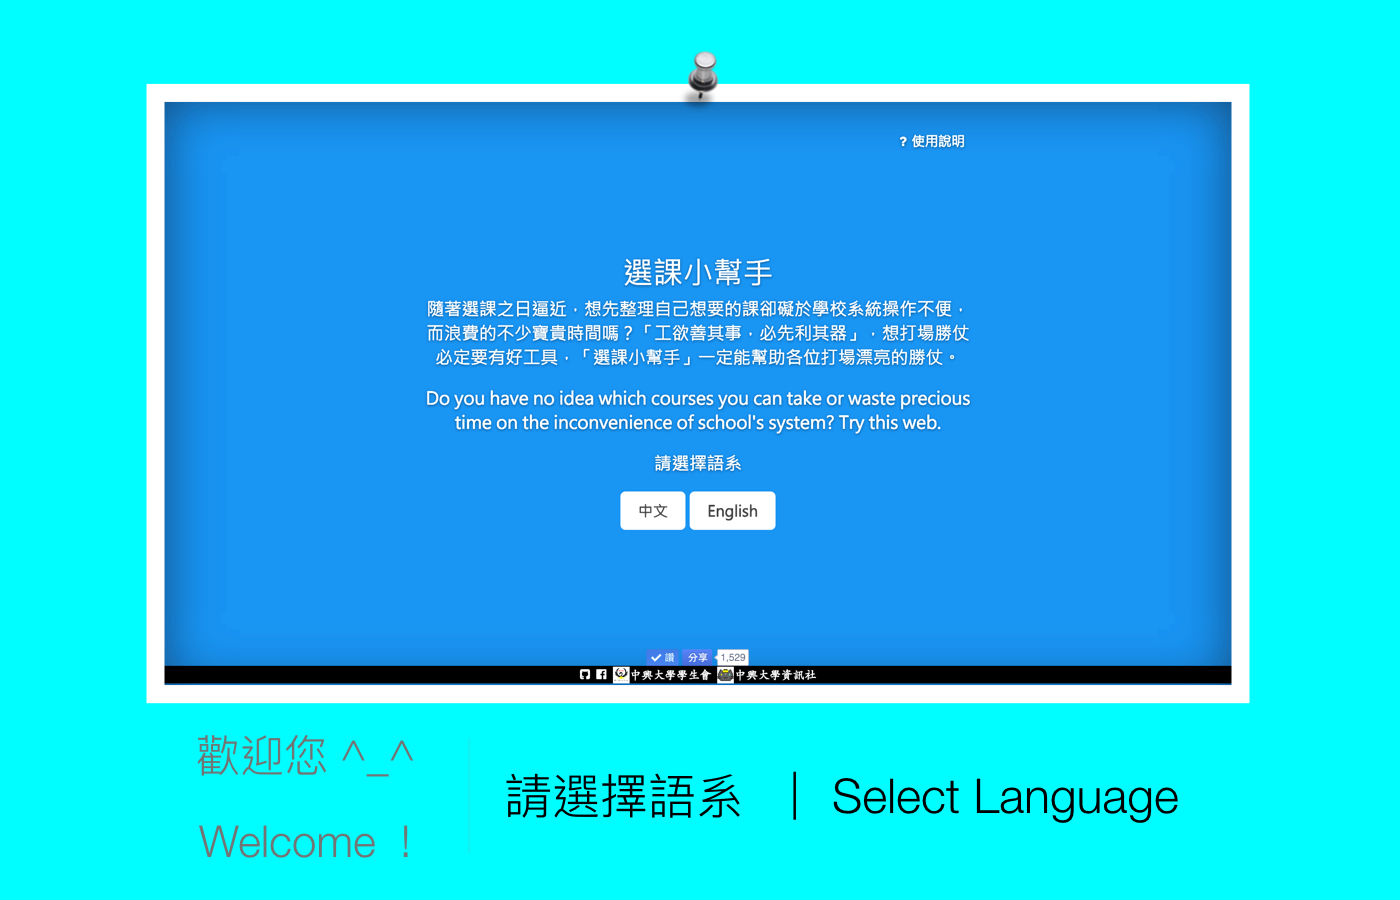 ? 使用說明
選課小幫手
隨著選課之日逼近，想先整理自己想要的課卻礙於學校系統操作不便，
而浪費的不少寶貴時間嗎？「工欲善其事，必先利其器」，想打場勝仗
必定要有好工具，「選課小幫手」一定能幫助各位打場漂亮的勝仗。
Do you have no idea which courses you can take or waste precious
time on the inconvenience of school's system? Try this web.
請選擇語系
中文 English
讚 分享 1,529
中興大學學生會 中興大學資訊社
歡迎您 ^_^
Welcome !
請選擇語系 | Select Language